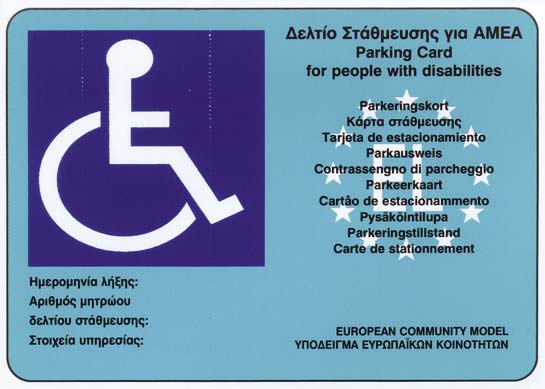 Δελτίο Στάθμευσης για ΑΜΕΑ
Parking Card
for people with disabilities
Parkeringskort
Κάρτα στάθμευσης
Tarjeta de estacionamiento
Parkausweis
Contrassegno di parcheggio
Parkeerkaart
Cartâo de estacionammento
Pysäköintilupa
Parkeringstillstand
Carte de stationnement
EL
Ημερομηνία λήξης:
Αριθμός μητρώου
δελτίου στάθμευσης:
Στοιχεία υπηρεσίας:
EUROPEAN COMMUNITY MODEL
ΥΠΟΔΕΙΓΜΑ ΕΥΡΩΠΑΪΚΩΝ ΚΟΙΝΟΤΗΤΩΝ